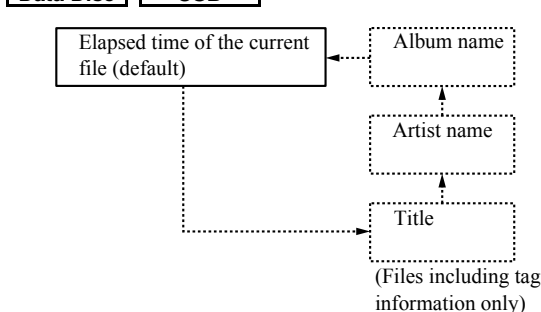 Elapsed time of the current
file (default)
Album name
Artist name
Title
(Files including tag
information only)